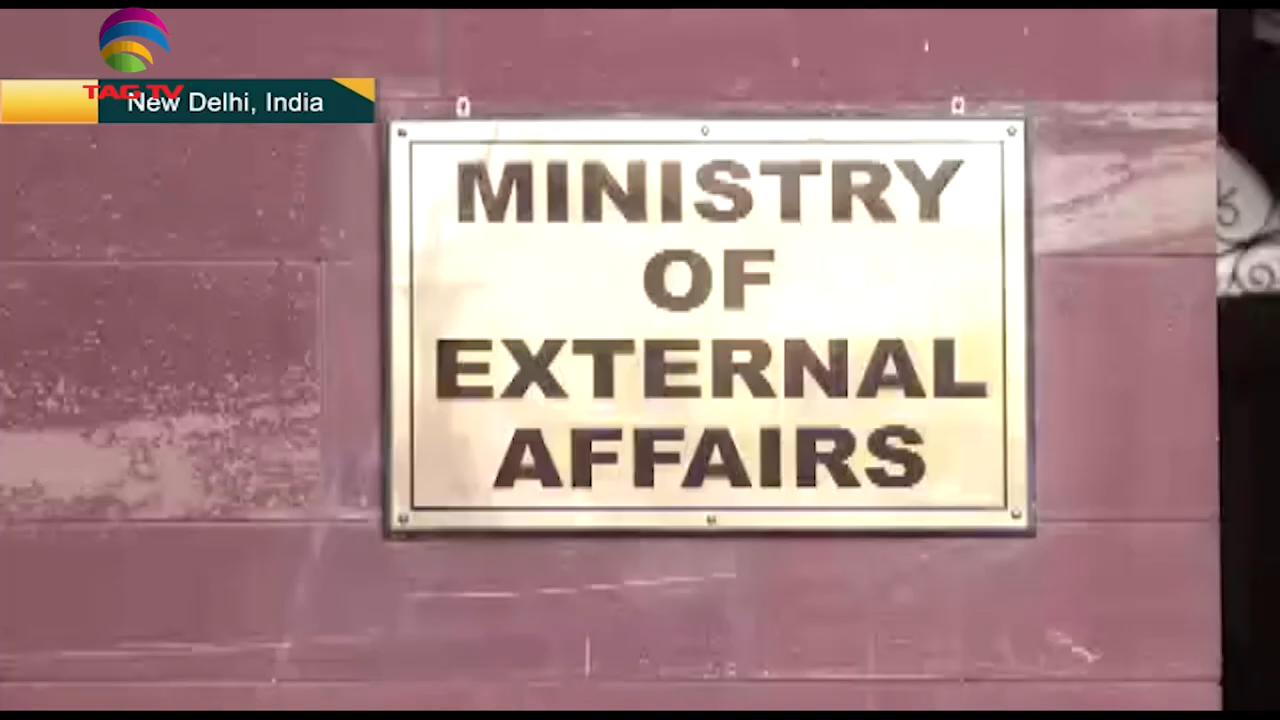 TAG TV
New Delhi, India
MINISTRY
OF
EXTERNAL
AFFAIRS